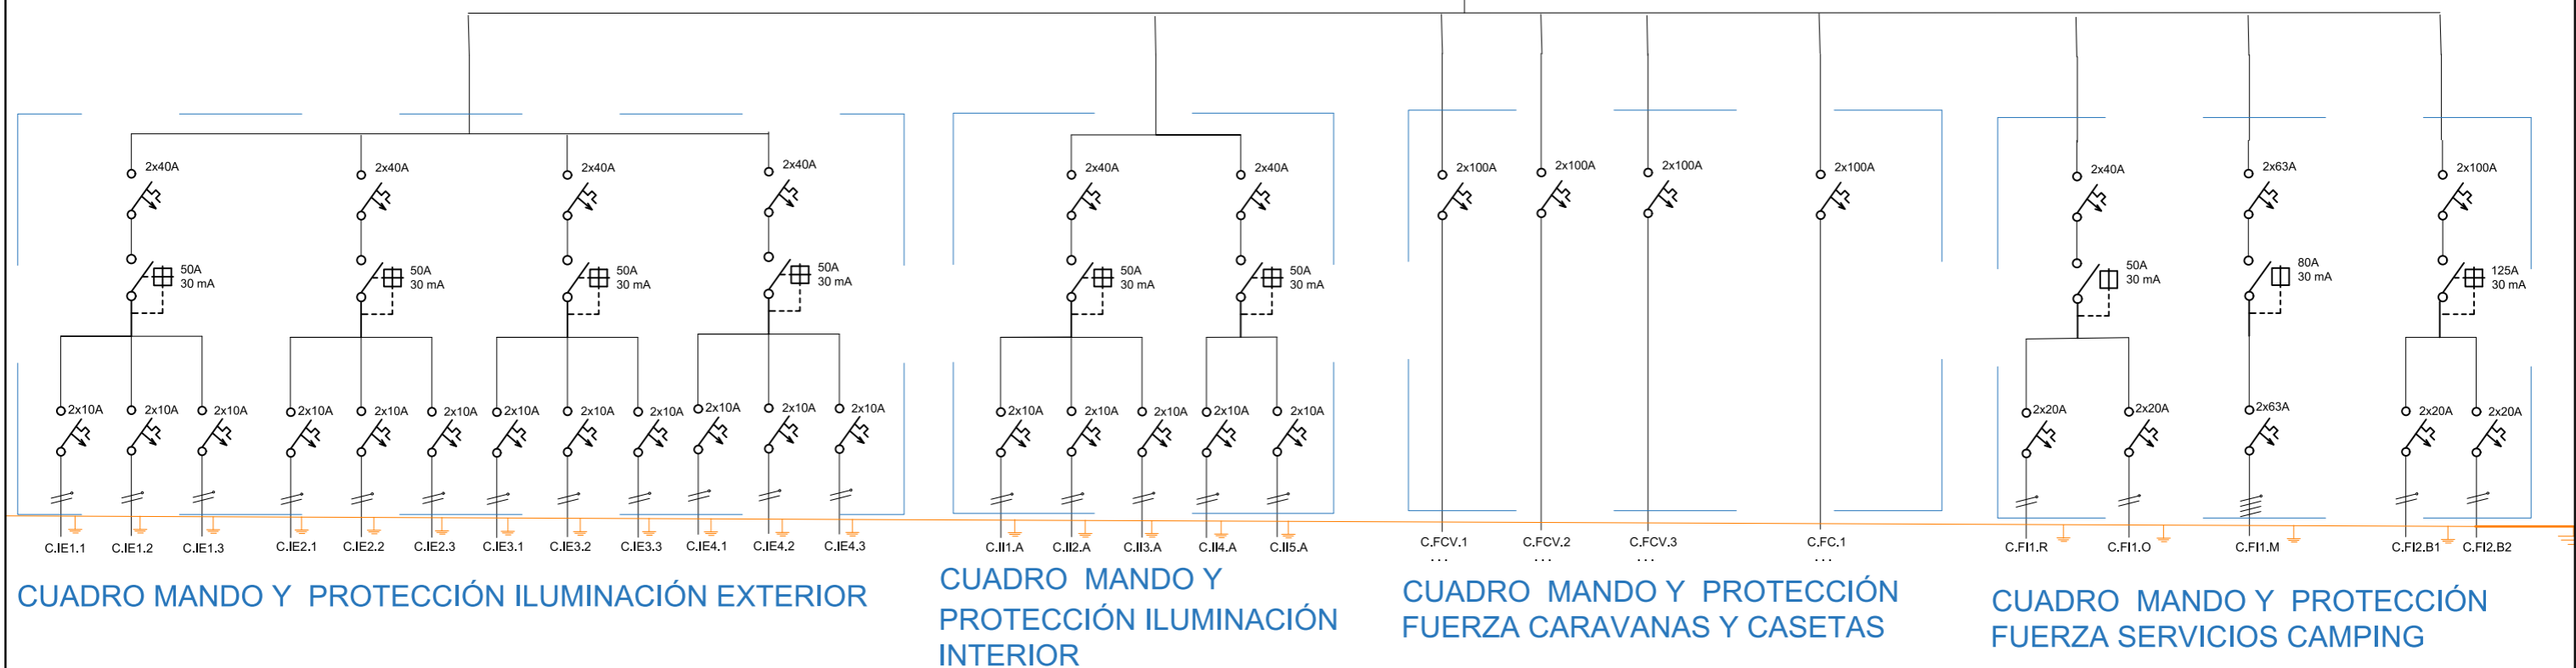 2x40A 2x40A 2x40A 2x40A 2x40A 2x40A 2x100A 2x100A 2x100A 2x100A 2x40A 2x63A 2x100A
50A 50A 50A 50A 50A 50A 50A 80A 125A
30 mA 30 mA 30 mA 30 mA 30 mA 30 mA 30 mA 30 mA 30 mA
2x10A 2x10A 2x10A 2x10A 2x10A 2x10A 2x10A 2x10A 2x10A 2x10A 2x10A 2x10A 2x10A 2x10A 2x10A 2x10A 2x10A 2x20A 2x20A 2x63A 2x20A 2x20A
C.IE1.1 C.IE1.2 C.IE1.3 C.IE2.1 C.IE2.2 C.IE2.3 C.IE3.1 C.IE3.2 C.IE3.3 C.IE4.1 C.IE4.2 C.IE4.3 C.II1.A C.II2.A C.II3.A C.II4.A C.II5.A C.FCV.1 C.FCV.2 C.FCV.3 C.FC.1 C.FI1.R C.FI1.O C.FI1.M C.FI2.B1 C.FI2.B2
... ... ... ...
CUADRO MANDO Y PROTECCIÓN ILUMINACIÓN EXTERIOR
CUADRO MANDO Y
PROTECCIÓN ILUMINACIÓN
INTERIOR
CUADRO MANDO Y PROTECCIÓN
FUERZA CARAVANAS Y CASETAS
CUADRO MANDO Y PROTECCIÓN
FUERZA SERVICIOS CAMPING